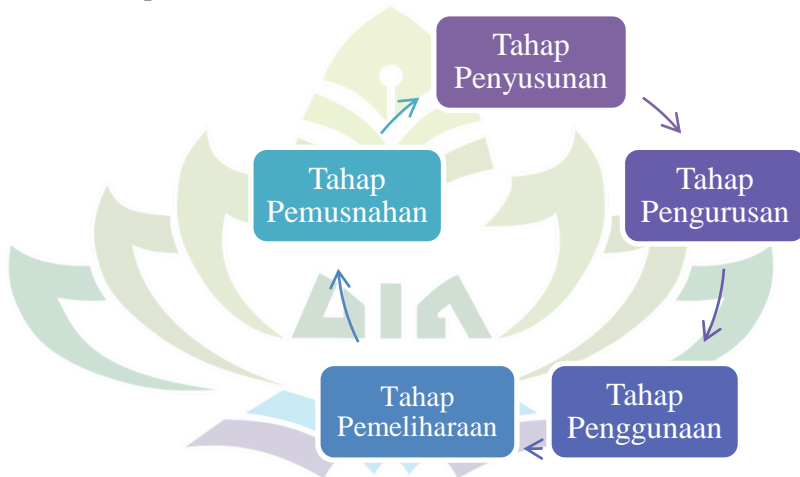 Tahap
Penyusunan
Tahap
Pengurusan
Tahap
Penggunaan
Tahap
Pemeliharaan
Tahap
Pemusnahan